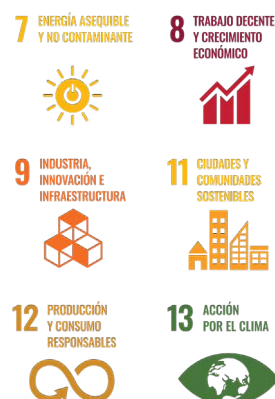 7 ENERGÍA ASEQUIBLE
Y NO CONTAMINANTE
8 TRABAJO DECENTE
Y CRECIMIENTO
ECONÓMICO
9 INDUSTRIA,
INNOVACIÓN E
INFRAESTRUCTURA
11 CIUDADES Y
COMUNIDADES
SOSTENIBLES
12 PRODUCCIÓN
Y CONSUMO
RESPONSABLES
13 ACCIÓN
POR EL CLIMA